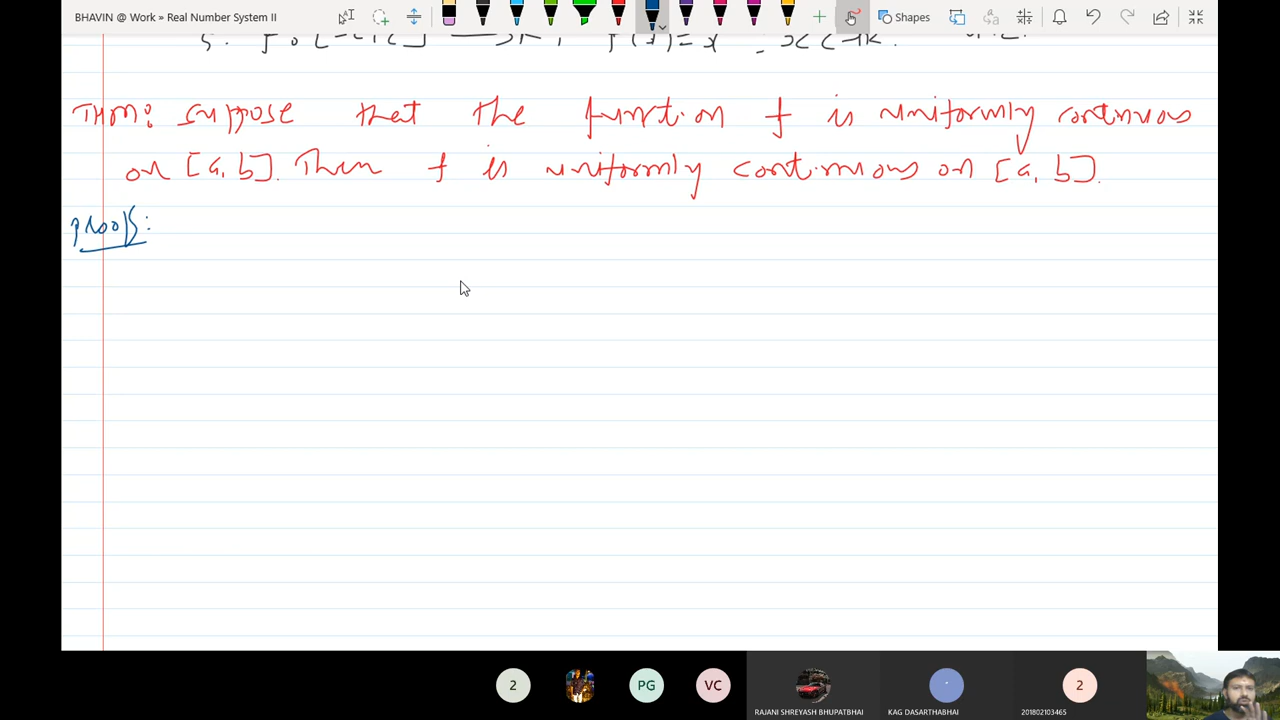 BHAVIN @ Work » Real Number System II
Shapes
THM: suppose that the function f is uniformly continuous
on [a, b]. Then f is uniformly continuous on [a, b].
proof:
2 PG VC 2
RAJANI SHREYASH BHUPATBHAI KAG DASARTHABHAI 201802103465